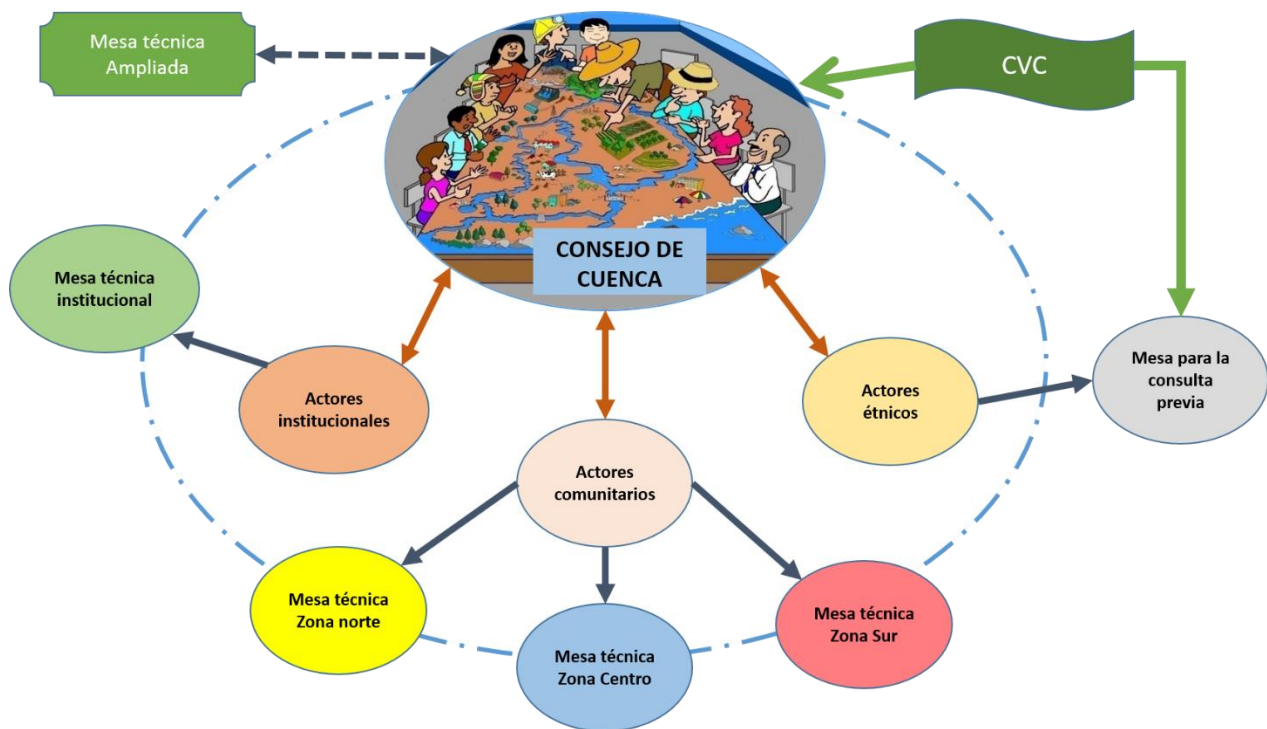 Mesa técnica
Ampliada
CVC
CONSEJO DE
CUENCA
Mesa técnica
institucional
Actores
institucionales
Actores
étnicos
Mesa para la
consulta
previa
Actores
comunitarios
Mesa técnica
Zona norte
Mesa técnica
Zona Centro
Mesa técnica
Zona Sur